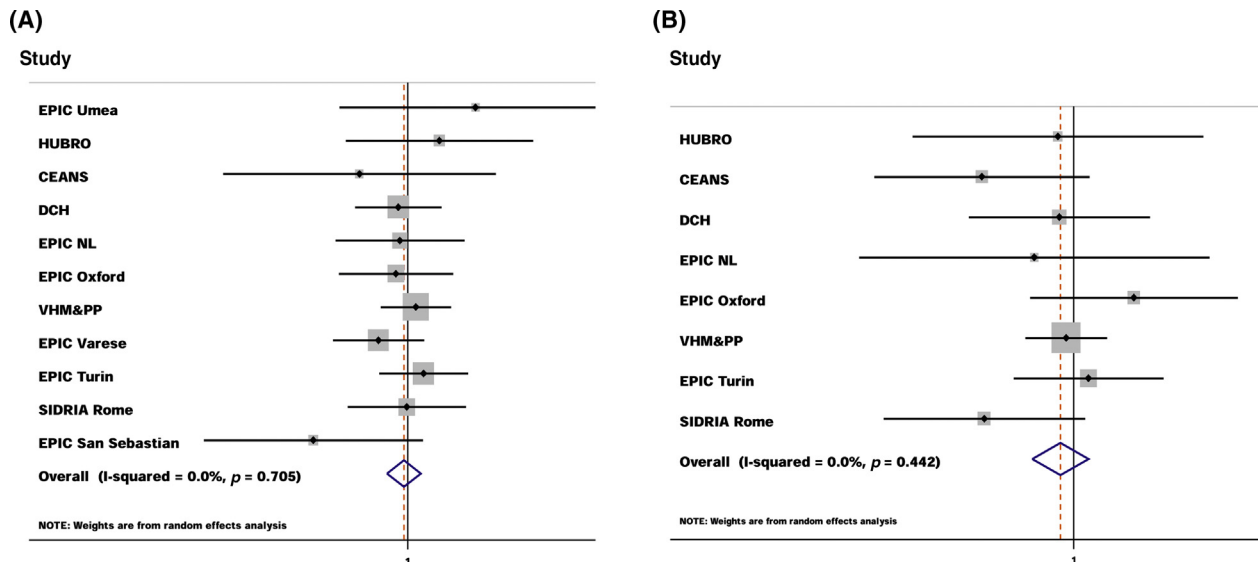 (A)
Study
EPIC Umea
HUBRO
CEANS
DCH
EPIC NL
EPIC Oxford
VHM&PP
EPIC Varese
EPIC Turin
SIDRIA Rome
EPIC San Sebastian
Overall (I-squared = 0.0%, p = 0.705)
NOTE: Weights are from random effects analysis
1
(B)
Study
HUBRO
CEANS
DCH
EPIC NL
EPIC Oxford
VHM&PP
EPIC Turin
SIDRIA Rome
Overall (I-squared = 0.0%, p = 0.442)
NOTE: Weights are from random effects analysis
1